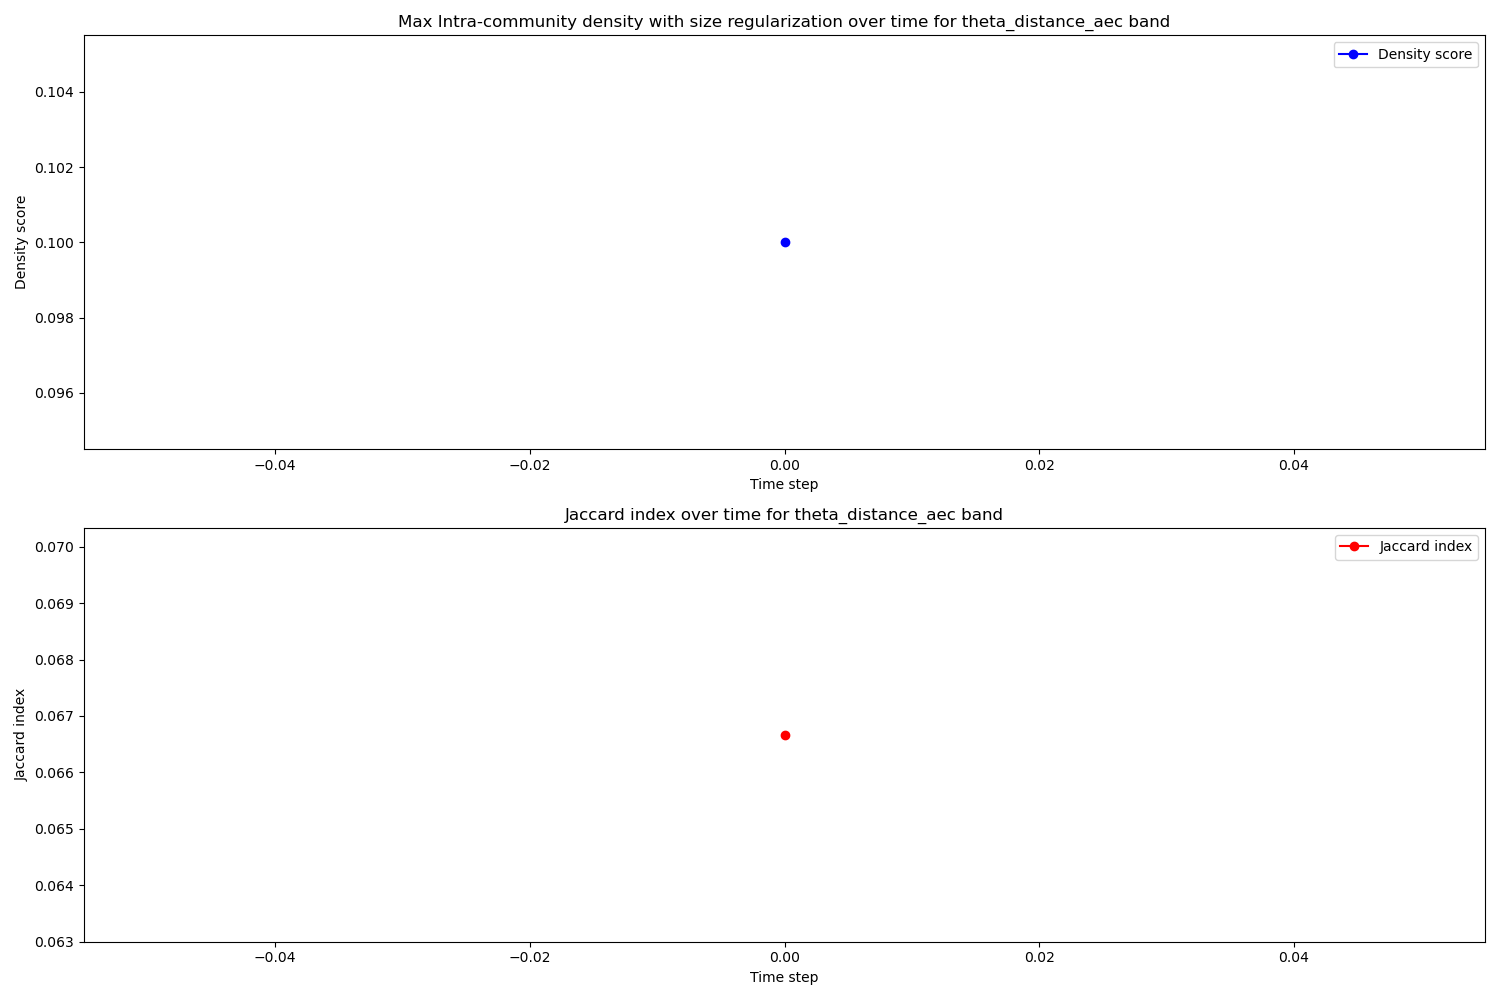 Max Intra-community density with size regularization over time for theta_distance_aec band
Density score
0.104
0.102
0.100
0.098
0.096
Density score
−0.04
−0.02
0.00
0.02
0.04
Time step
Jaccard index over time for theta_distance_aec band
Jaccard index
0.070
0.069
0.068
0.067
0.066
0.065
0.064
0.063
Jaccard index
−0.04
−0.02
0.00
0.02
0.04
Time step